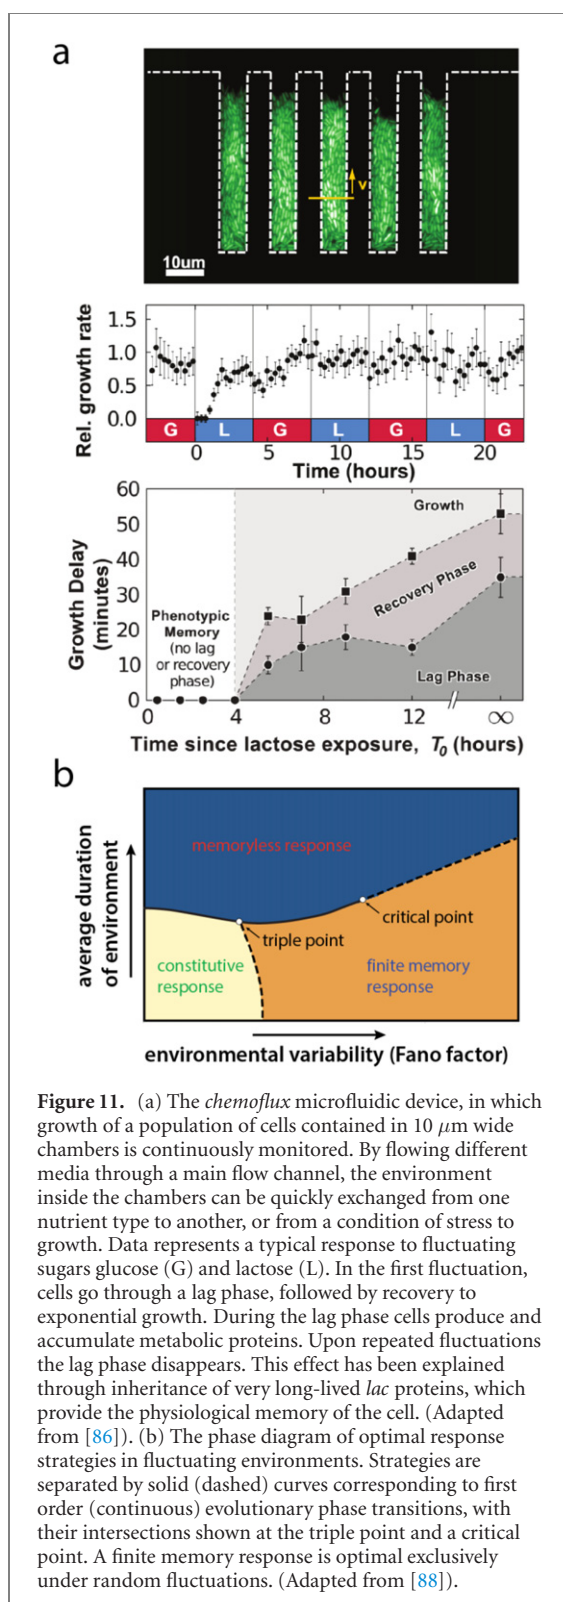 a
v
10um
Rel. growth rate
1.5
1.0
0.5
0.0
G L G L G L G
0 5 10 15 20
Time (hours)
Growth Delay
(minutes)
60
50
40
30
20
10
0
Growth
Recovery Phase
Lag Phase
Phenotypic
Memory
(no lag
or recovery
phase)
0 4 8 12 ∞
Time since lactose exposure, T0 (hours)
b
average duration
of environment
memoryless response
critical point
triple point
constitutive
response
finite memory
response
environmental variability (Fano factor)
Figure 11. (a) The chemoflux microfluidic device, in which
growth of a population of cells contained in 10 μm wide
chambers is continuously monitored. By flowing different
media through a main flow channel, the environment
inside the chambers can be quickly exchanged from one
nutrient type to another, or from a condition of stress to
growth. Data represents a typical response to fluctuating
sugars glucose (G) and lactose (L). In the first fluctuation,
cells go through a lag phase, followed by recovery to
exponential growth. During the lag phase cells produce and
accumulate metabolic proteins. Upon repeated fluctuations
the lag phase disappears. This effect has been explained
through inheritance of very long-lived lac proteins, which
provide the physiological memory of the cell. (Adapted
from [86]). (b) The phase diagram of optimal response
strategies in fluctuating environments. Strategies are
separated by solid (dashed) curves corresponding to first
order (continuous) evolutionary phase transitions, with
their intersections shown at the triple point and a critical
point. A finite memory response is optimal exclusively
under random fluctuations. (Adapted from [88]).